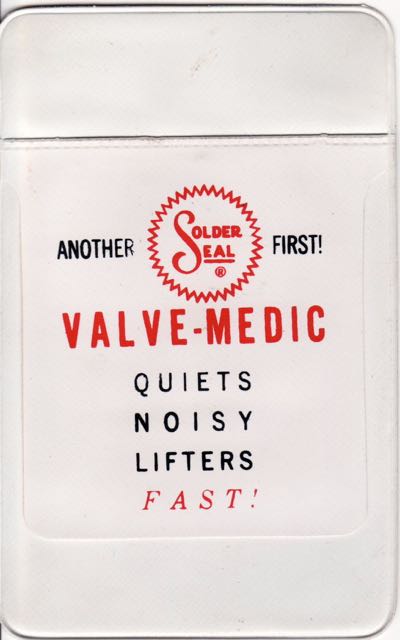 ANOTHER SOLDER SEAL ® FIRST!
VALVE-MEDIC
QUIETS
NOISY
LIFTERS
FAST!